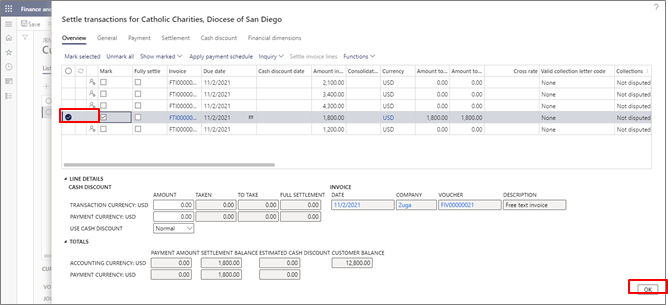 Finance and
Save
Settle transactions for Catholic Charities, Diocese of San Diego
Overview General Payment Settlement Cash discount Financial dimensions
Mark selected Unmark all Show marked Apply payment schedule Inquiry Settle invoice lines Functions
Mark Fully settle Invoice Due date Cash discount date Amount in... Consolidat... Currency Amount to... Amount to... Cross rate Valid collection letter code Collections
FTI00000... 11/2/2021 2,100.00 USD 0.00 0.00 None Not disputed
FTI00000... 11/2/2021 3,400.00 USD 0.00 0.00 None Not disputed
FTI00000... 11/2/2021 4,300.00 USD 0.00 0.00 None Not disputed
FTI00000... 11/2/2021 1,800.00 USD 1,800.00 1,800.00 None Not disputed
FTI00000... 11/2/2021 1,200.00 USD 0.00 0.00 None Not disputed
LINE DETAILS
CASH DISCOUNT INVOICE
AMOUNT TAKEN TO TAKE FULL SETTLEMENT DATE COMPANY VOUCHER DESCRIPTION
TRANSACTION CURRENCY: USD 0.00 0.00 0.00 0.00 11/2/2021 2uga FIV00000021 Free text invoice
PAYMENT CURRENCY: USD 0.00 0.00 0.00 0.00
USE CASH DISCOUNT Normal
TOTALS
PAYMENT AMOUNT SETTLEMENT BALANCE ESTIMATED CASH DISCOUNT CUSTOMER BALANCE
ACCOUNTING CURRENCY: USD 0.00 1,800.00 0.00 12,800.00
PAYMENT CURRENCY: USD 0.00 1,800.00 0.00
OK